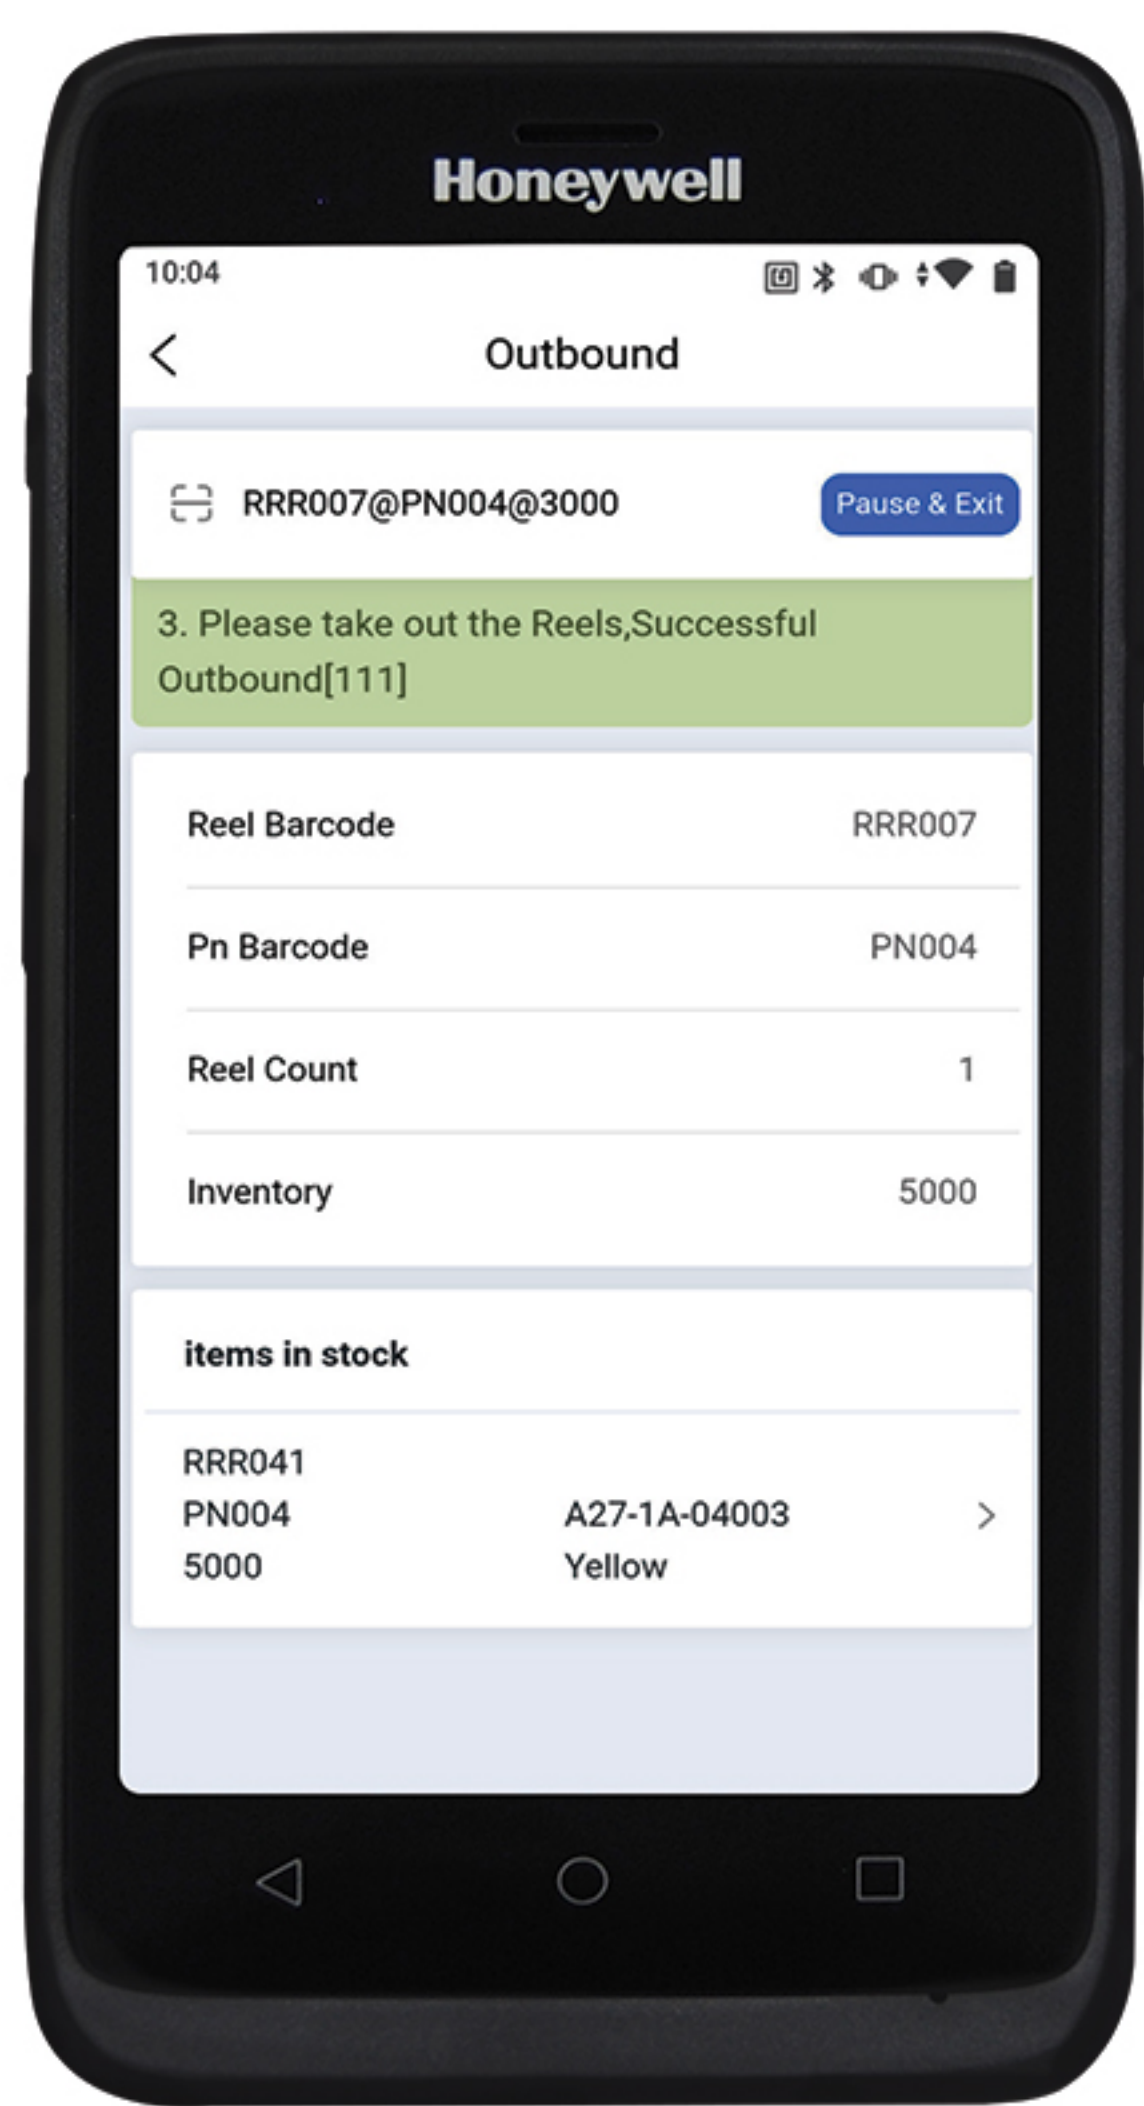 Honeywell
10:04
Outbound
RRR007@PN004@3000
Pause & Exit
3. Please take out the Reels,Successful
Outbound[111]
Reel Barcode RRR007
Pn Barcode PN004
Reel Count 1
Inventory 5000
items in stock
RRR041
PN004 A27-1A-04003
5000 Yellow